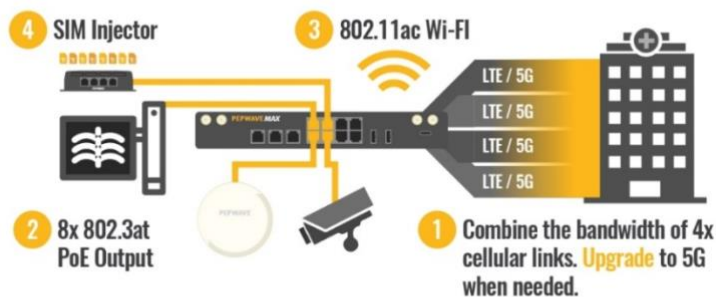 4 SIM Injector
3 802.11ac Wi-FI
LTE / 5G
LTE / 5G
LTE / 5G
LTE / 5G
PEPWAVE MAX
PEPWAVE
2 8x 802.3at
PoE Output
1 Combine the bandwidth of 4x
cellular links. Upgrade to 5G
when needed.